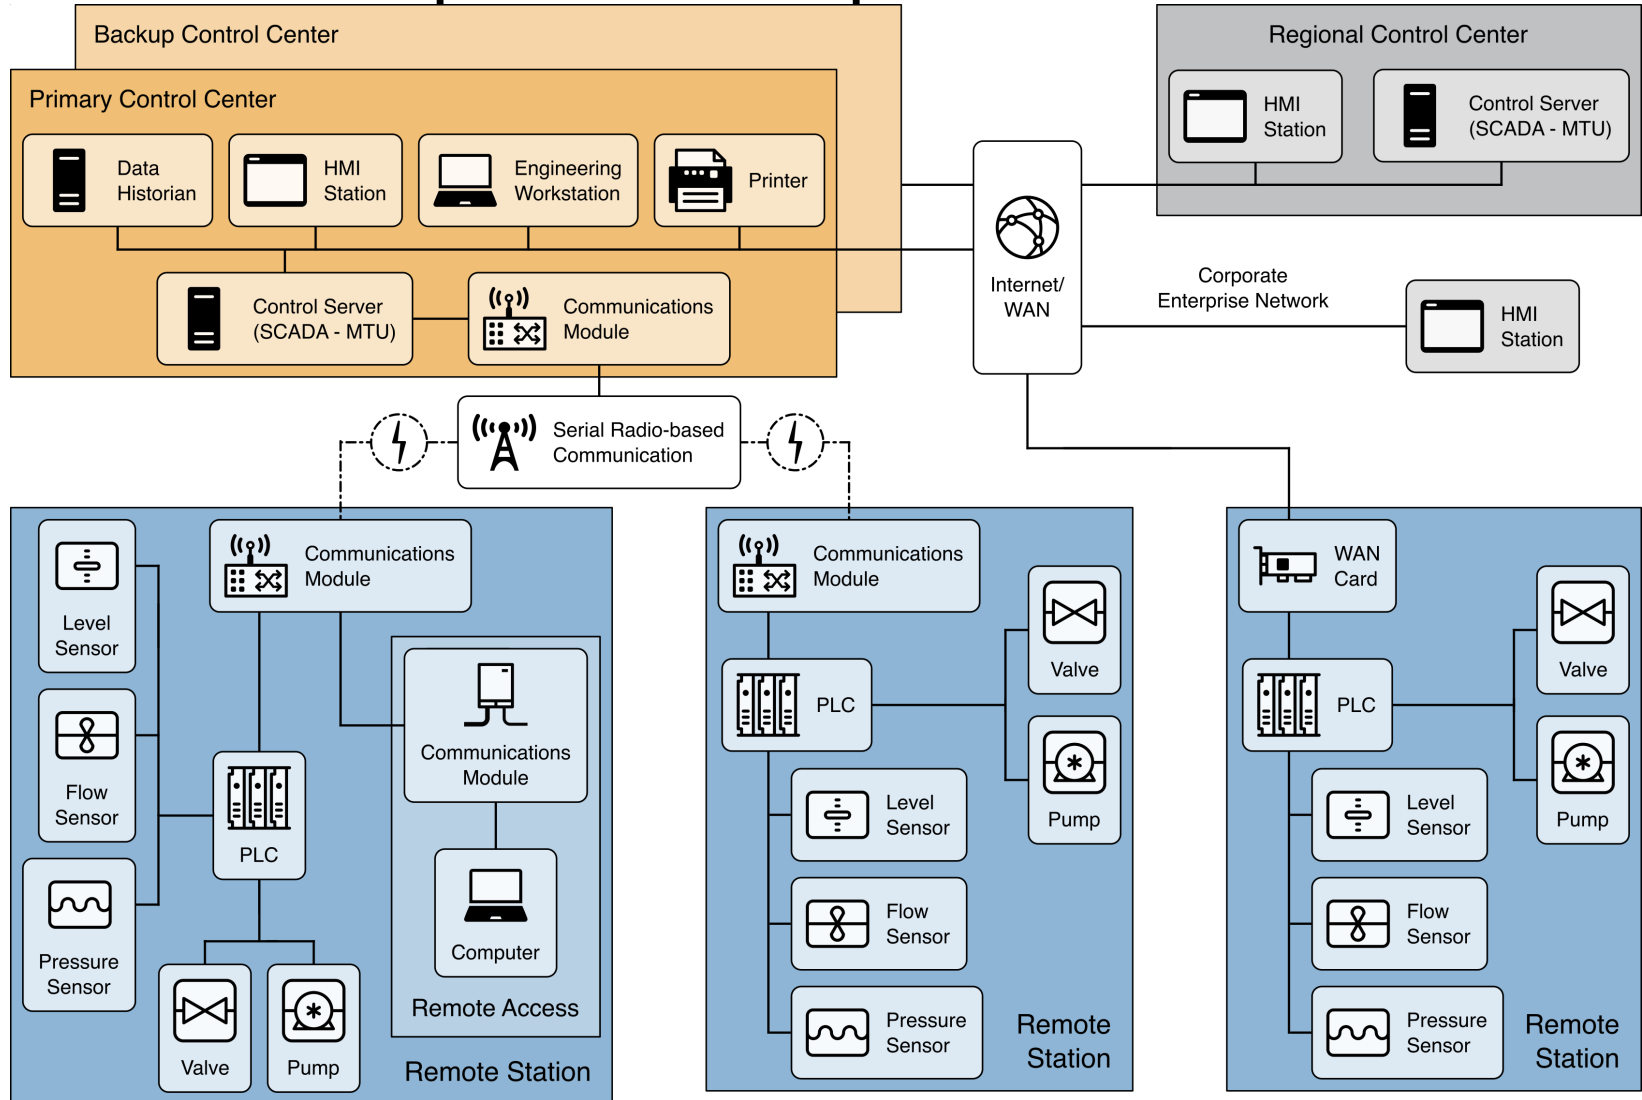 Backup Control Center
Regional Control Center
Primary Control Center
HMI
Station
Control Server
(SCADA - MTU)
Data
Historian
HMI
Station
Engineering
Workstation
Printer
Internet/
WAN
Corporate
Enterprise Network
HMI
Station
Control Server
(SCADA - MTU)
Communications
Module
Serial Radio-based
Communication
Level
Sensor
Flow
Sensor
Pressure
Sensor
Communications
Module
PLC
Valve
Pump
Communications
Module
Computer
Remote Access
Remote Station
Communications
Module
Valve
PLC
Pump
Level
Sensor
Flow
Sensor
Pressure
Sensor
Remote
Station
WAN
Card
Valve
PLC
Pump
Level
Sensor
Flow
Sensor
Pressure
Sensor
Remote
Station